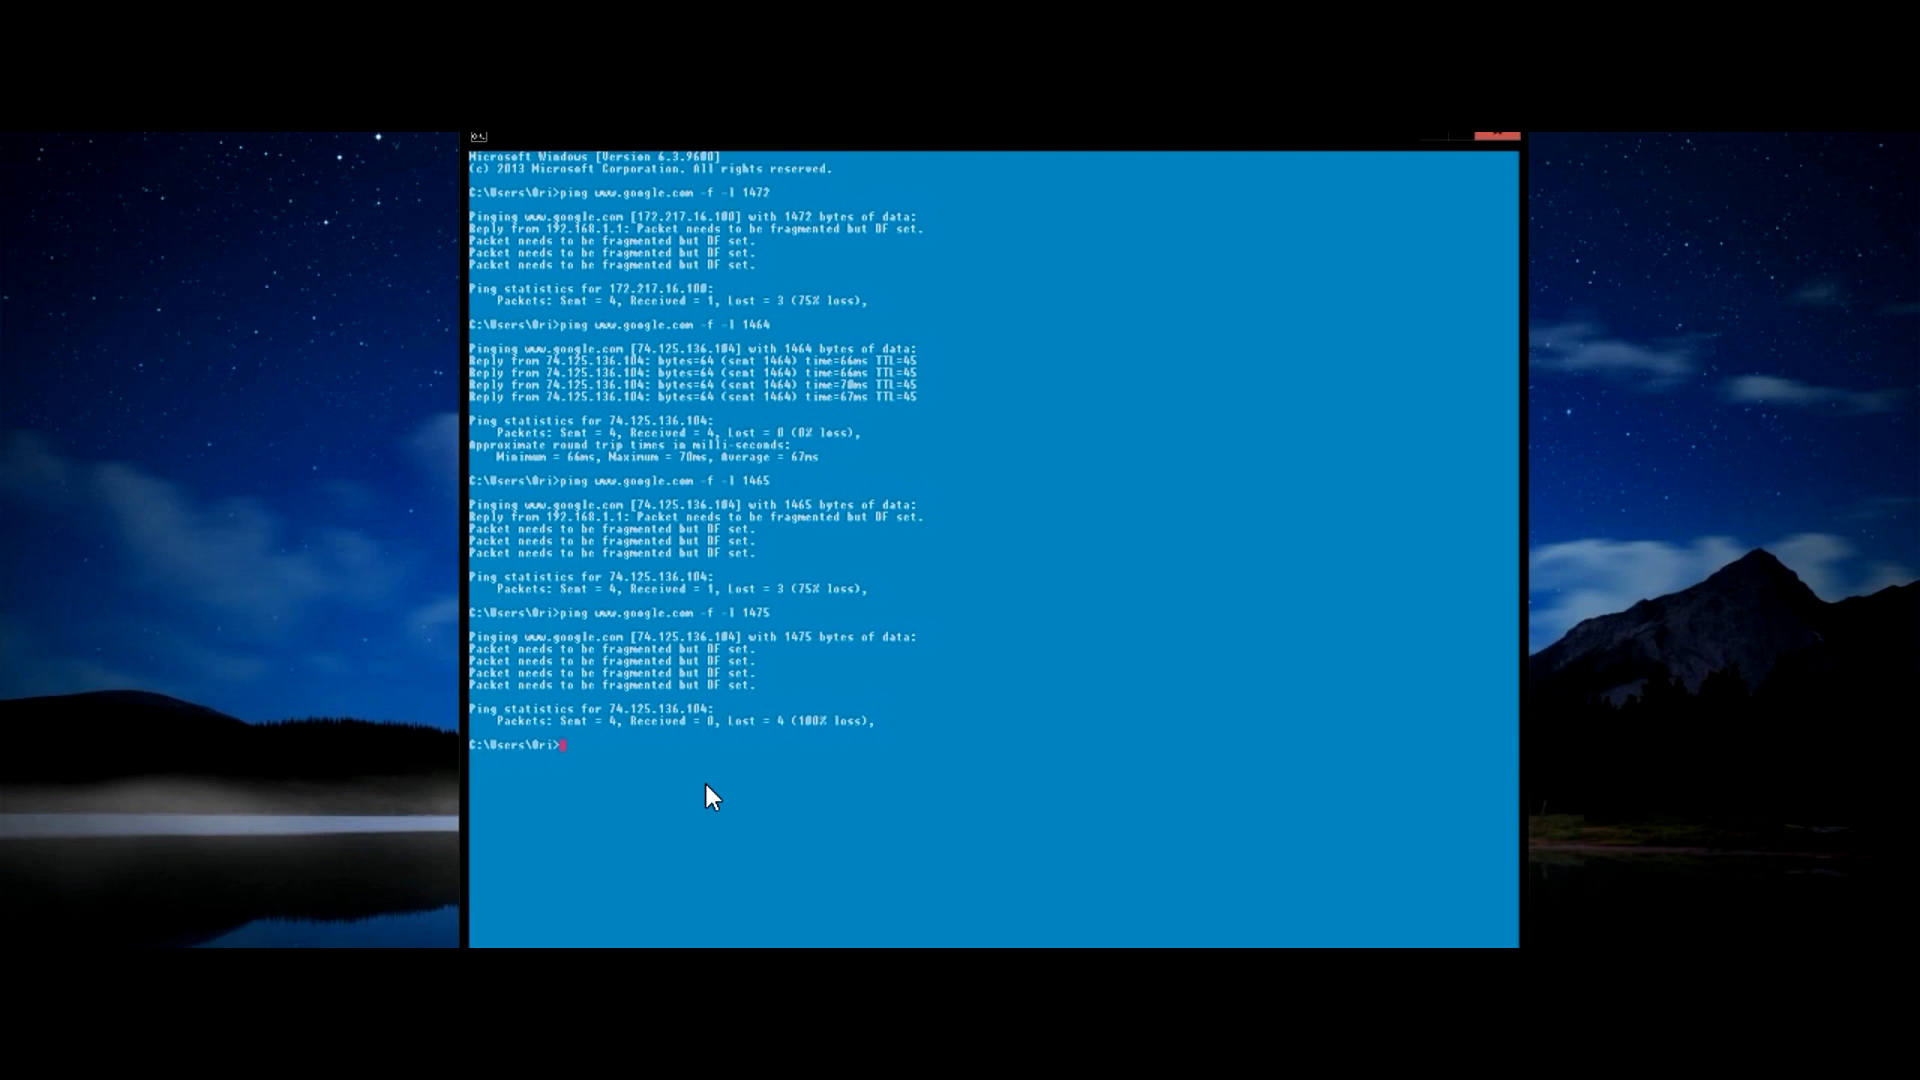 Microsoft Windows [Version 6.3.9600]
(c) 2013 Microsoft Corporation. All rights reserved.
C:\Users\Ori>ping www.google.com -f -l 1472
Pinging www.google.com [172.217.16.100] with 1472 bytes of data:
Reply from 192.168.1.1: Packet needs to be fragmented but DF set.
Packet needs to be fragmented but DF set.
Packet needs to be fragmented but DF set.
Packet needs to be fragmented but DF set.
Ping statistics for 172.217.16.100:
Packets: Sent = 4, Received = 1, Lost = 3 (75% loss),
C:\Users\Ori>ping www.google.com -f -l 1464
Pinging www.google.com [74.125.136.104] with 1464 bytes of data:
Reply from 74.125.136.104: bytes=64 (sent 1464) time=66ms TTL=45
Reply from 74.125.136.104: bytes=64 (sent 1464) time=66ms TTL=45
Reply from 74.125.136.104: bytes=64 (sent 1464) time=70ms TTL=45
Reply from 74.125.136.104: bytes=64 (sent 1464) time=67ms TTL=45
Ping statistics for 74.125.136.104:
Packets: Sent = 4, Received = 4, Lost = 0 (0% loss),
Approximate round trip times in milli-seconds:
Minimum = 66ms, Maximum = 70ms, Average = 67ms
C:\Users\Ori>ping www.google.com -f -l 1465
Pinging www.google.com [74.125.136.104] with 1465 bytes of data:
Reply from 192.168.1.1: Packet needs to be fragmented but DF set.
Packet needs to be fragmented but DF set.
Packet needs to be fragmented but DF set.
Packet needs to be fragmented but DF set.
Ping statistics for 74.125.136.104:
Packets: Sent = 4, Received = 1, Lost = 3 (75% loss),
C:\Users\Ori>ping www.google.com -f -l 1475
Pinging www.google.com [74.125.136.104] with 1475 bytes of data:
Packet needs to be fragmented but DF set.
Packet needs to be fragmented but DF set.
Packet needs to be fragmented but DF set.
Packet needs to be fragmented but DF set.
Ping statistics for 74.125.136.104:
Packets: Sent = 4, Received = 0, Lost = 4 (100% loss),
C:\Users\Ori>